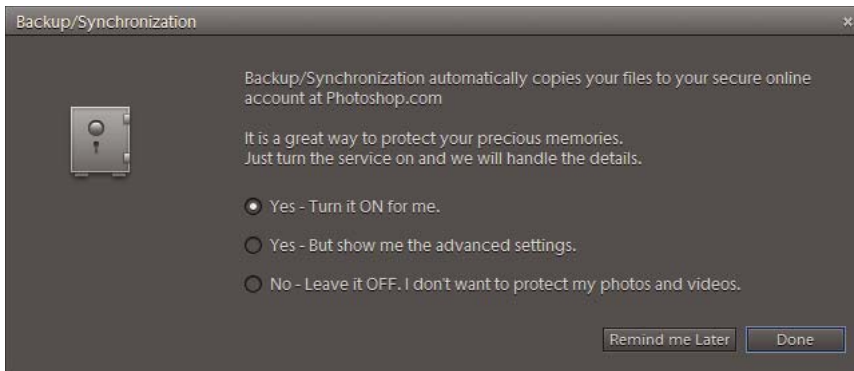 Backup/Synchronization
Backup/Synchronization automatically copies your files to your secure online
account at Photoshop.com
It is a great way to protect your precious memories.
Just turn the service on and we will handle the details.
Yes - Turn it ON for me.
Yes - But show me the advanced settings.
No - Leave it OFF. I don't want to protect my photos and videos.
Remind me Later Done